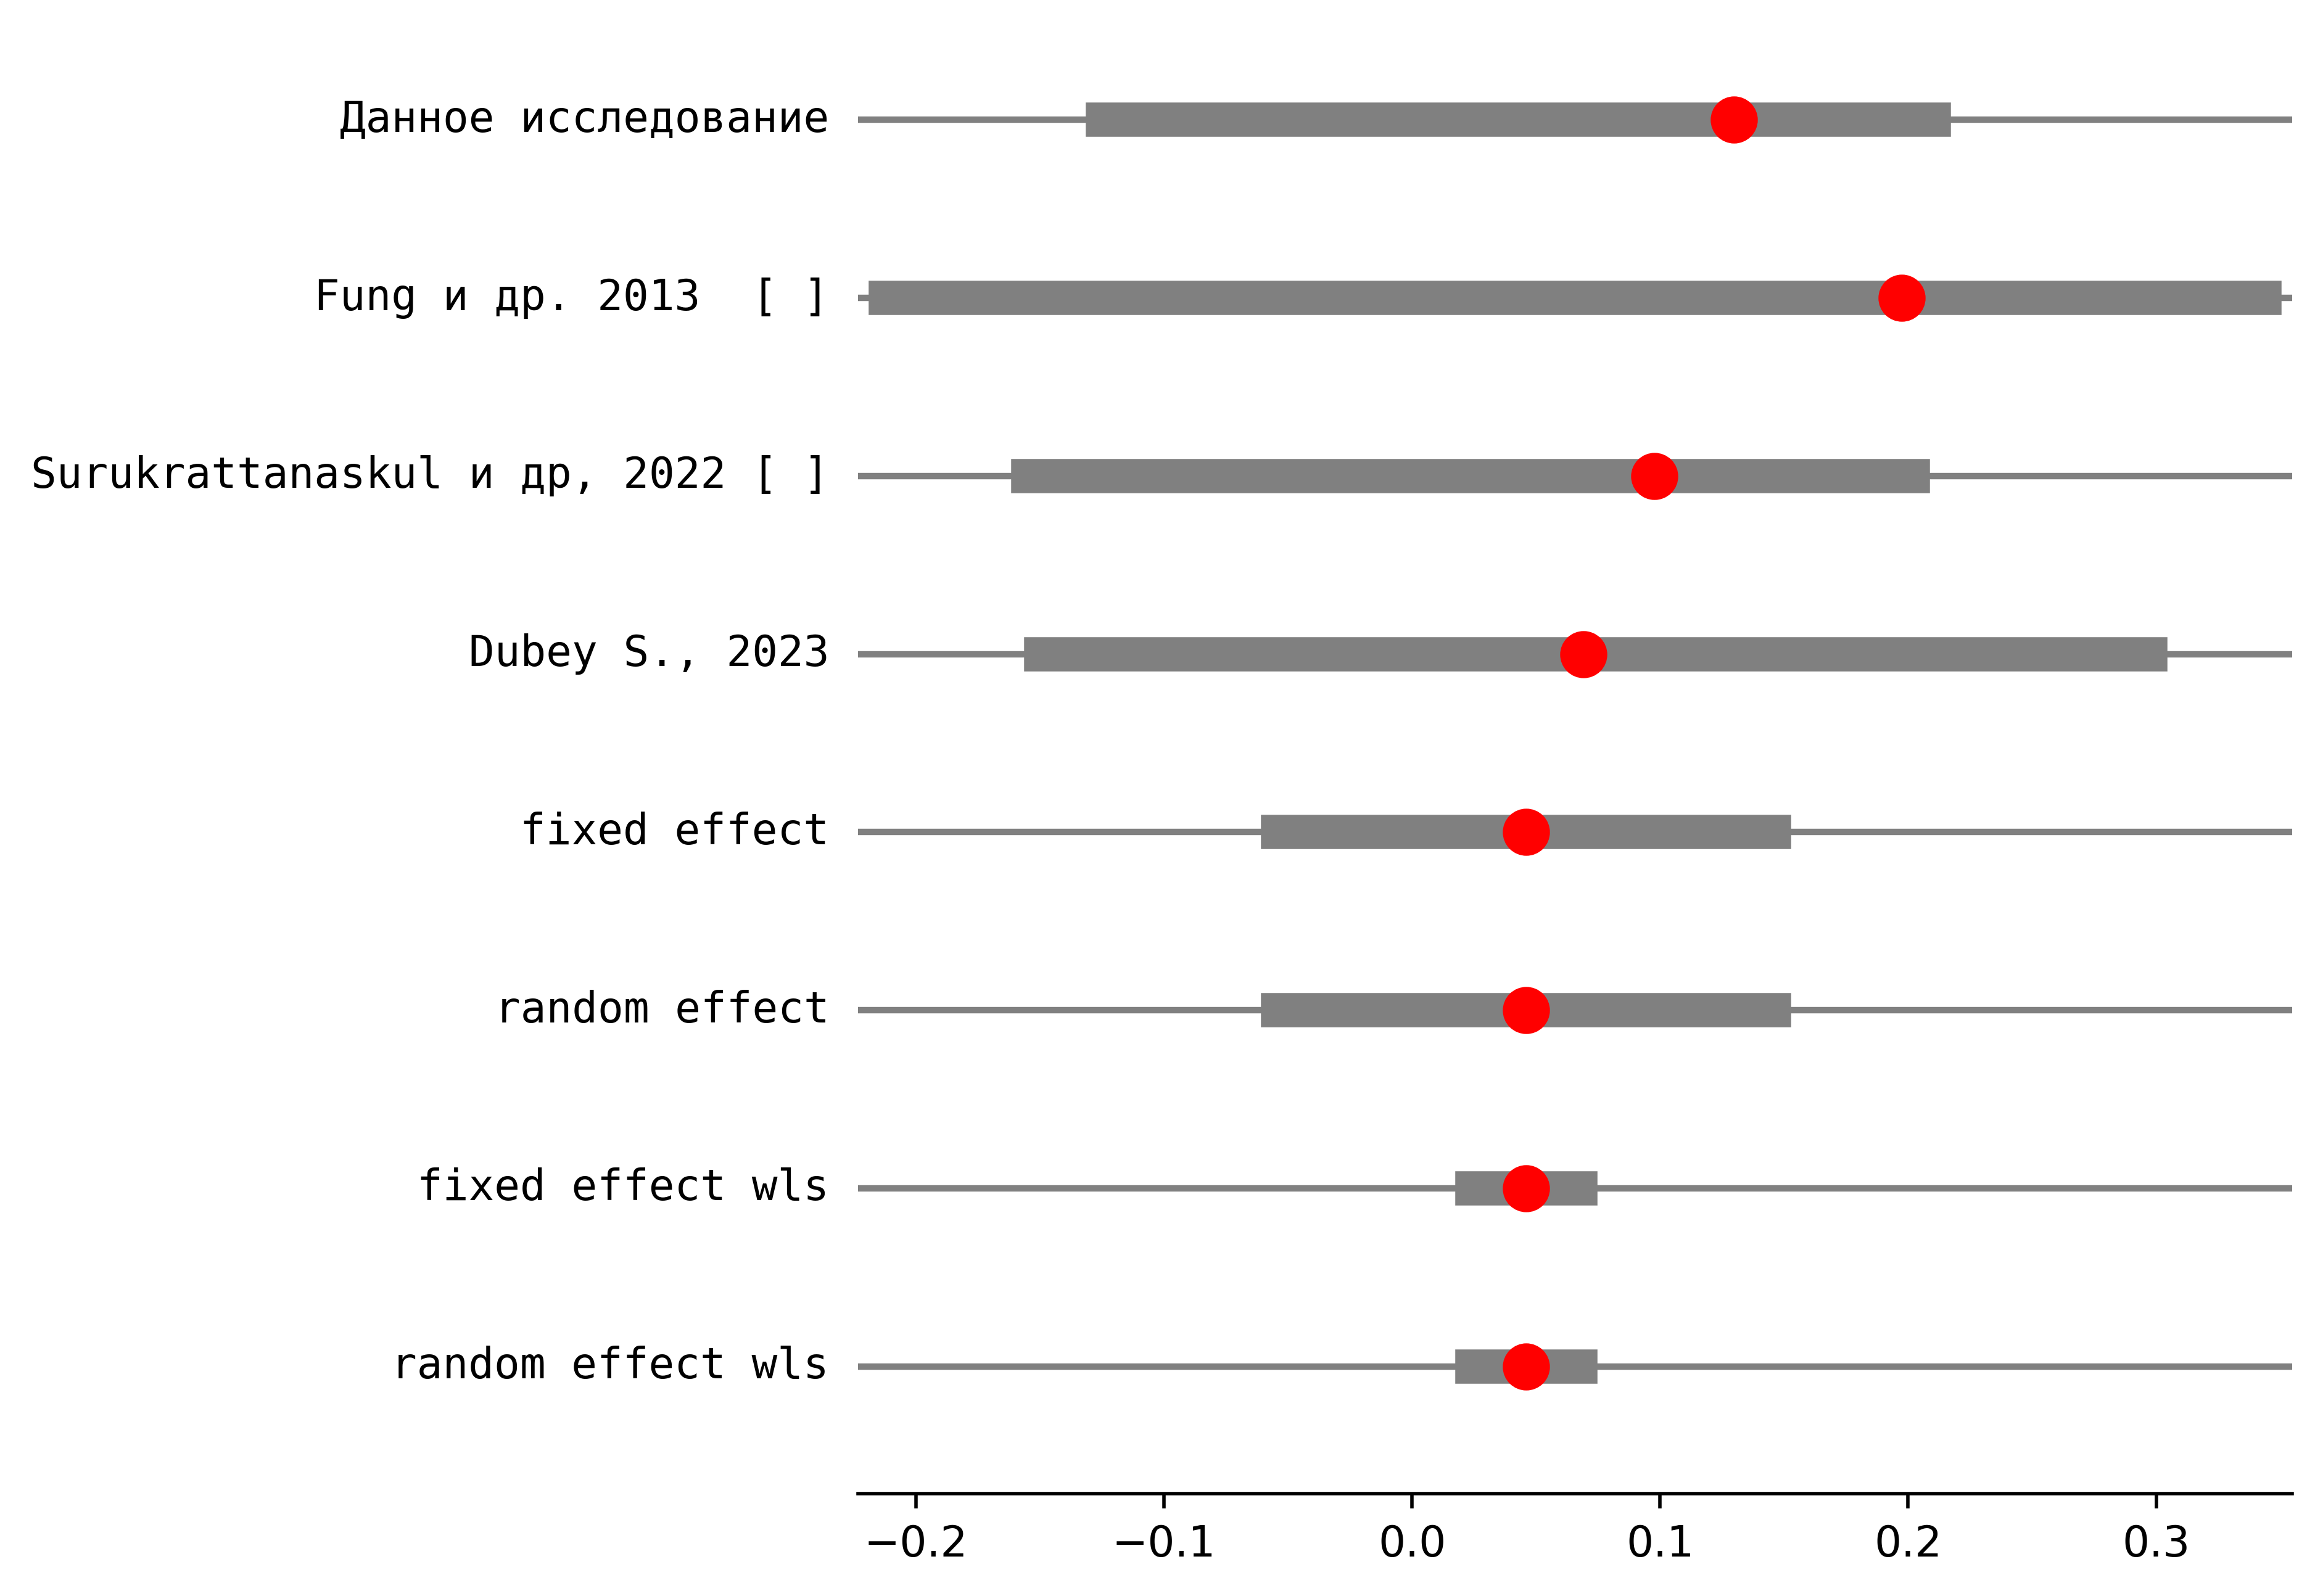 Данное исследование
Fung и др. 2013  [ ]
Surukrattanaskul и др, 2022 [ ]
Dubey S., 2023
fixed effect
random effect
fixed effect wls
random effect wls
−0.2 −0.1 0.0 0.1 0.2 0.3